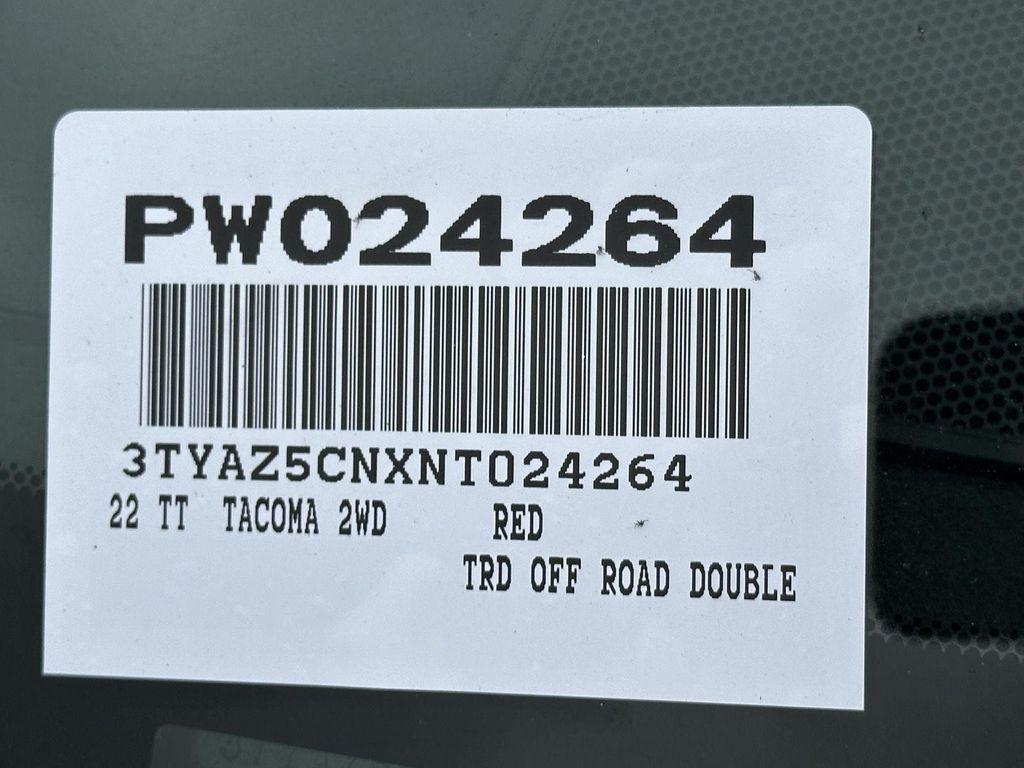 PW024264
3TYAZ5CNXNT024264
22 TT TACOMA 2WD RED
TRD OFF ROAD DOUBLE